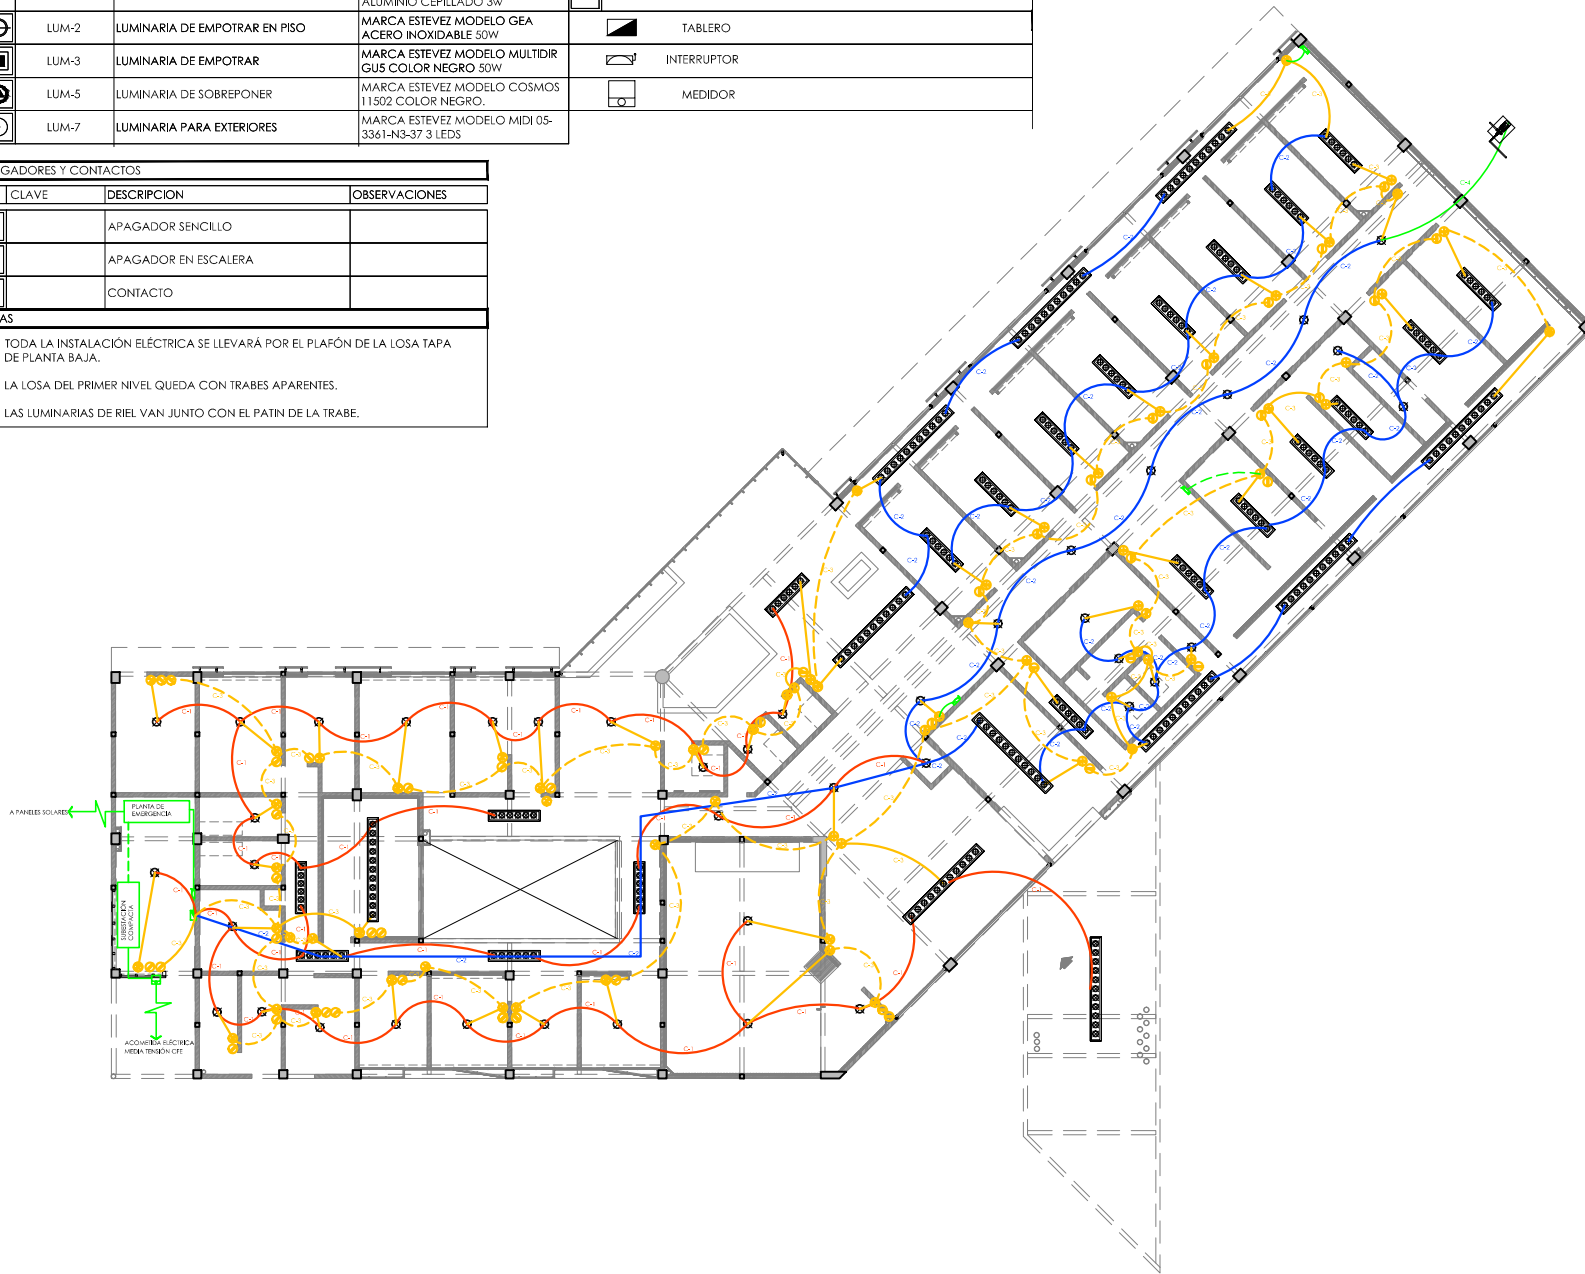 ALUMINIO CEPILLADO 3W
LUM-2 LUMINARIA DE EMPOTRAR EN PISO MARCA ESTEVEZ MODELO GEA
ACERO INOXIDABLE 50W
TABLERO
LUM-3 LUMINARIA DE EMPOTRAR MARCA ESTEVEZ MODELO MULTIDIR
GU5 COLOR NEGRO 50W
INTERRUPTOR
LUM-5 LUMINARIA DE SOBREPONER MARCA ESTEVEZ MODELO COSMOS
11502 COLOR NEGRO.
MEDIDOR
LUM-7 LUMINARIA PARA EXTERIORES MARCA ESTEVEZ MODELO MIDI 05-
3361-N3-37 3 LEDS
GADORES Y CONTACTOS
CLAVE DESCRIPCION OBSERVACIONES
APAGADOR SENCILLO
APAGADOR EN ESCALERA
CONTACTO
AS
TODA LA INSTALACIÓN ELÉCTRICA SE LLEVARÁ POR EL PLAFÓN DE LA LOSA TAPA
DE PLANTA BAJA.
LA LOSA DEL PRIMER NIVEL QUEDA CON TRABES APARENTES.
LAS LUMINARIAS DE RIEL VAN JUNTO CON EL PATIN DE LA TRABE.
A PANELES SOLARES
PLANTA DE
EMERGENCIA
SUBESTACIÓN
COMPACTA
ACOMETIDA ELÉCTRICA
MEDIA TENSIÓN CFE